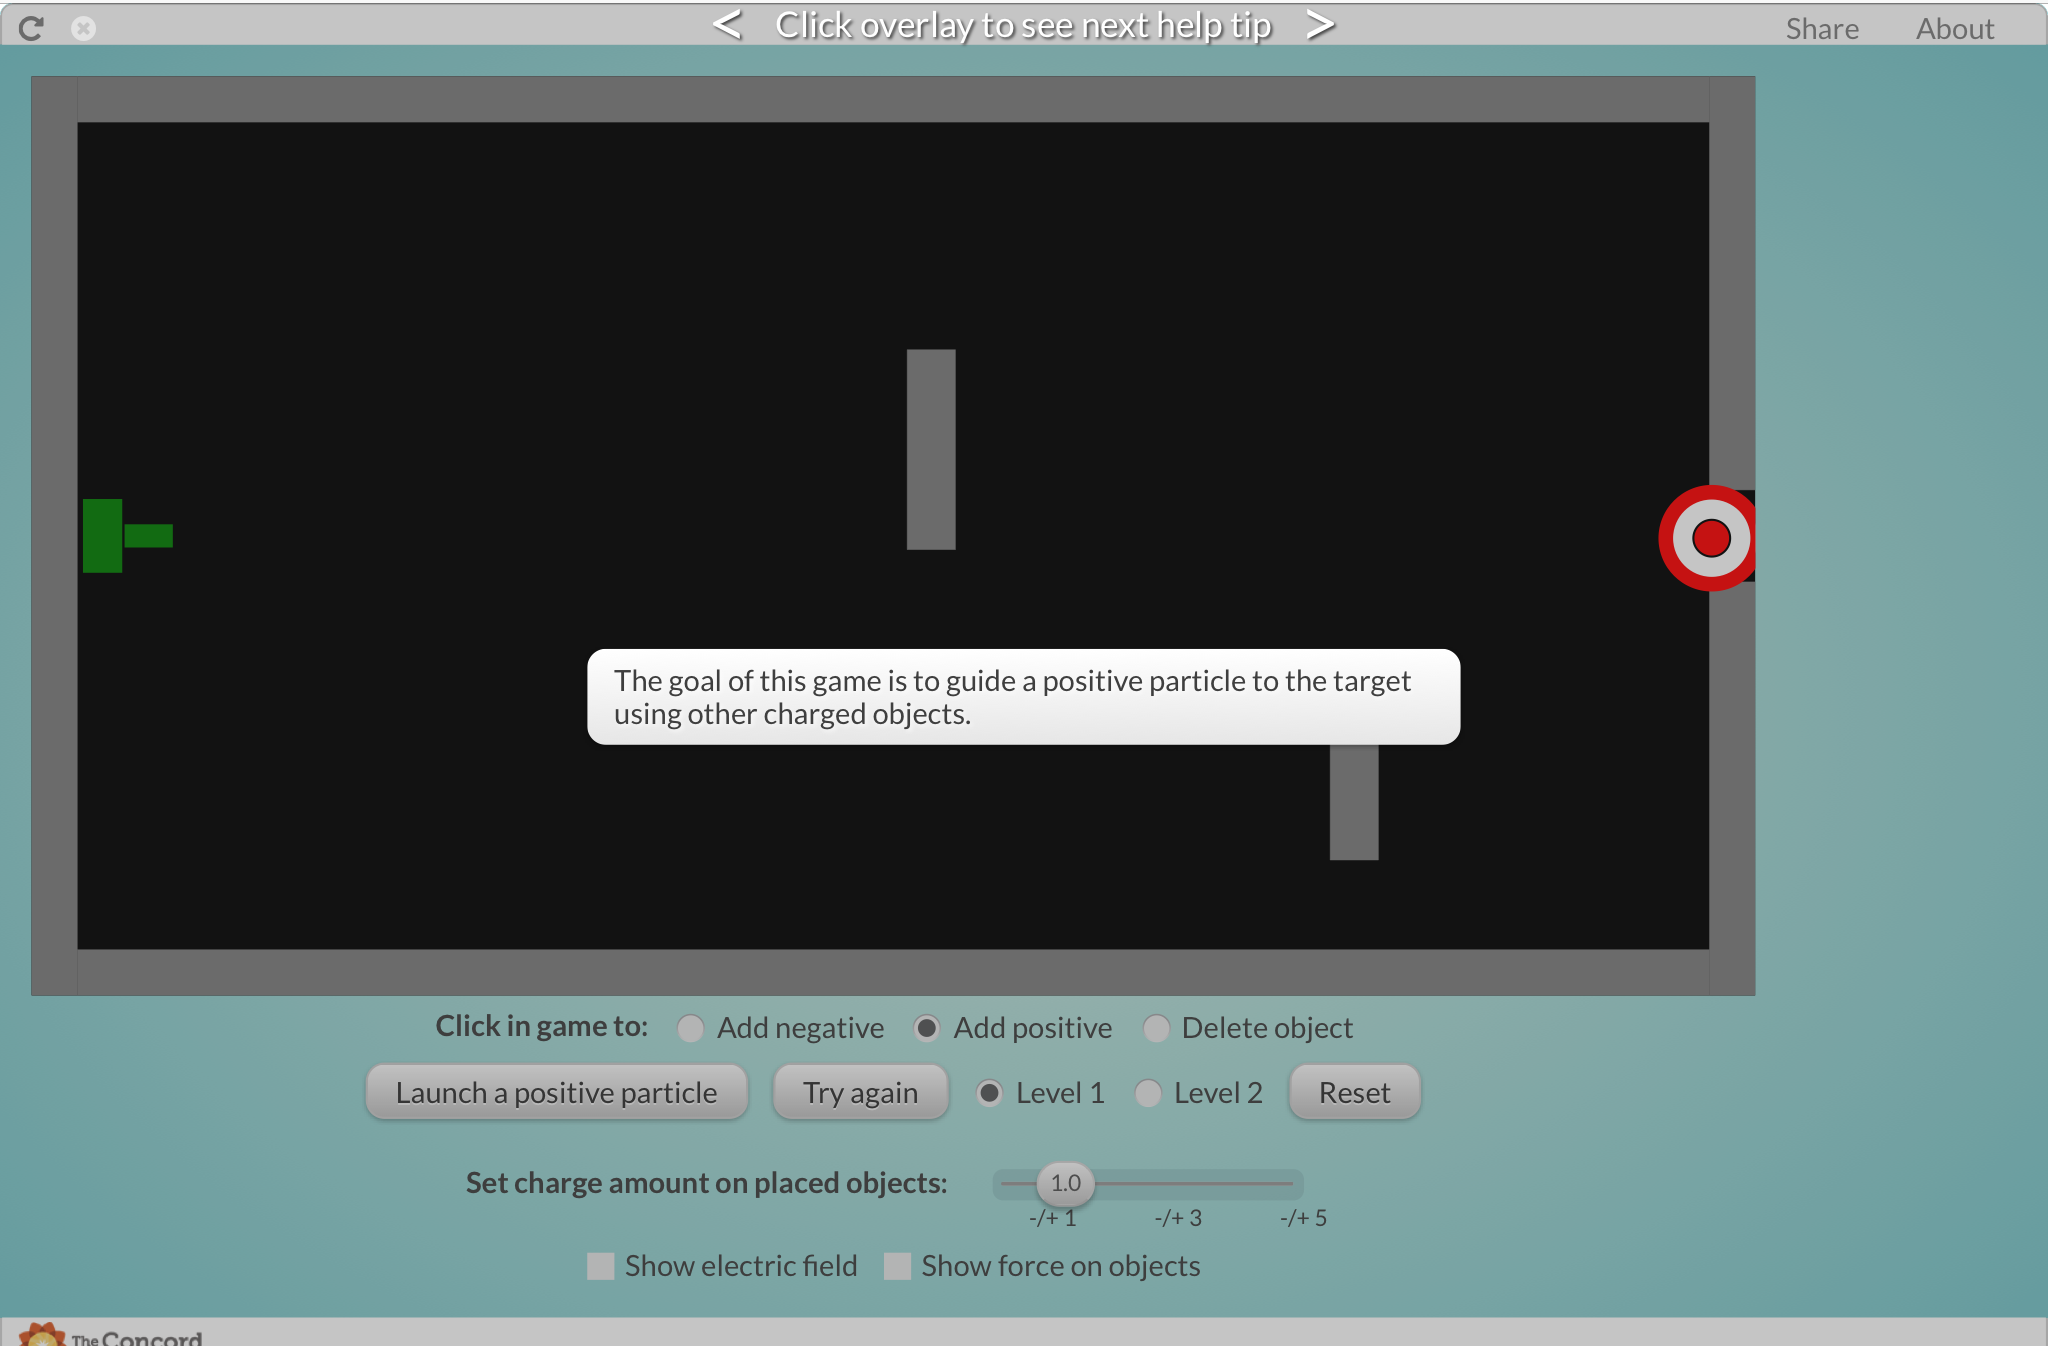 < Click overlay to see next help tip >
Share About
The goal of this game is to guide a positive particle to the target
using other charged objects.
Click in game to: Add negative Add positive Delete object
Launch a positive particle Try again Level 1 Level 2 Reset
Set charge amount on placed objects: 1.0
-/+ 1 -/+ 3 -/+ 5
Show electric field Show force on objects
The Concord